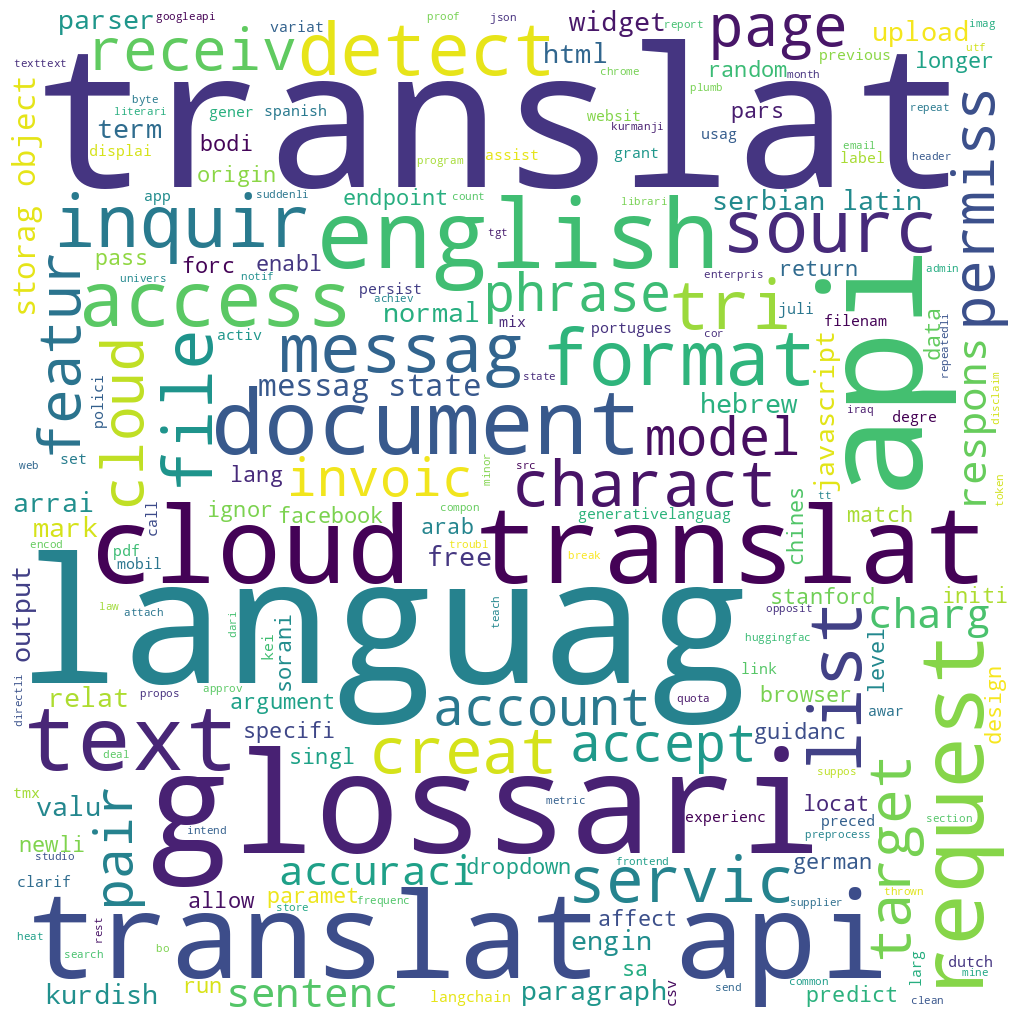 parser googleapi variat proof json widget page report upload imag
receiv detect html previous utf
texttext translat chrome random month longer
byte literari gener spanish websit plumb pars repeat
term displai bodi kurmanji usag header
origin program assist grant email label
storag object app suddenli endpoint count librari serbian latin permiss
inquir english sourc
pass univers forc enabl notif tgt enterpris return admin
featur access persist achiev phrase tri juli api
activ normal mix portugues filenam data repeatedli
polici cloud file messag format cor javascript respons disclaim
messag state state hebrew iraq degre
document model
web set lang invoic minor src charact token
arrai ignor facebook compon generativelanguag chines tt match
mark call arab
encod pdf mobil cloud translat troubl free break
output law attach languag teach stanford opposit initi
dari kei sorani huggingfac list charg request
directli relat propos approv argument account quota link browser level awar design
text deal specifi creat accept guidanc
singl suppos target
tmx valu pair glossari metric experienc locat preced section
newli intend preprocess
studio accuraci dropdown frontend servic german
clarif allow paramet frequenc supplier thrown
heat store translat api affect
search rest bo engin larg dutch mine
kurdish run sentenc langchain paragraph sa csv send common predict clean